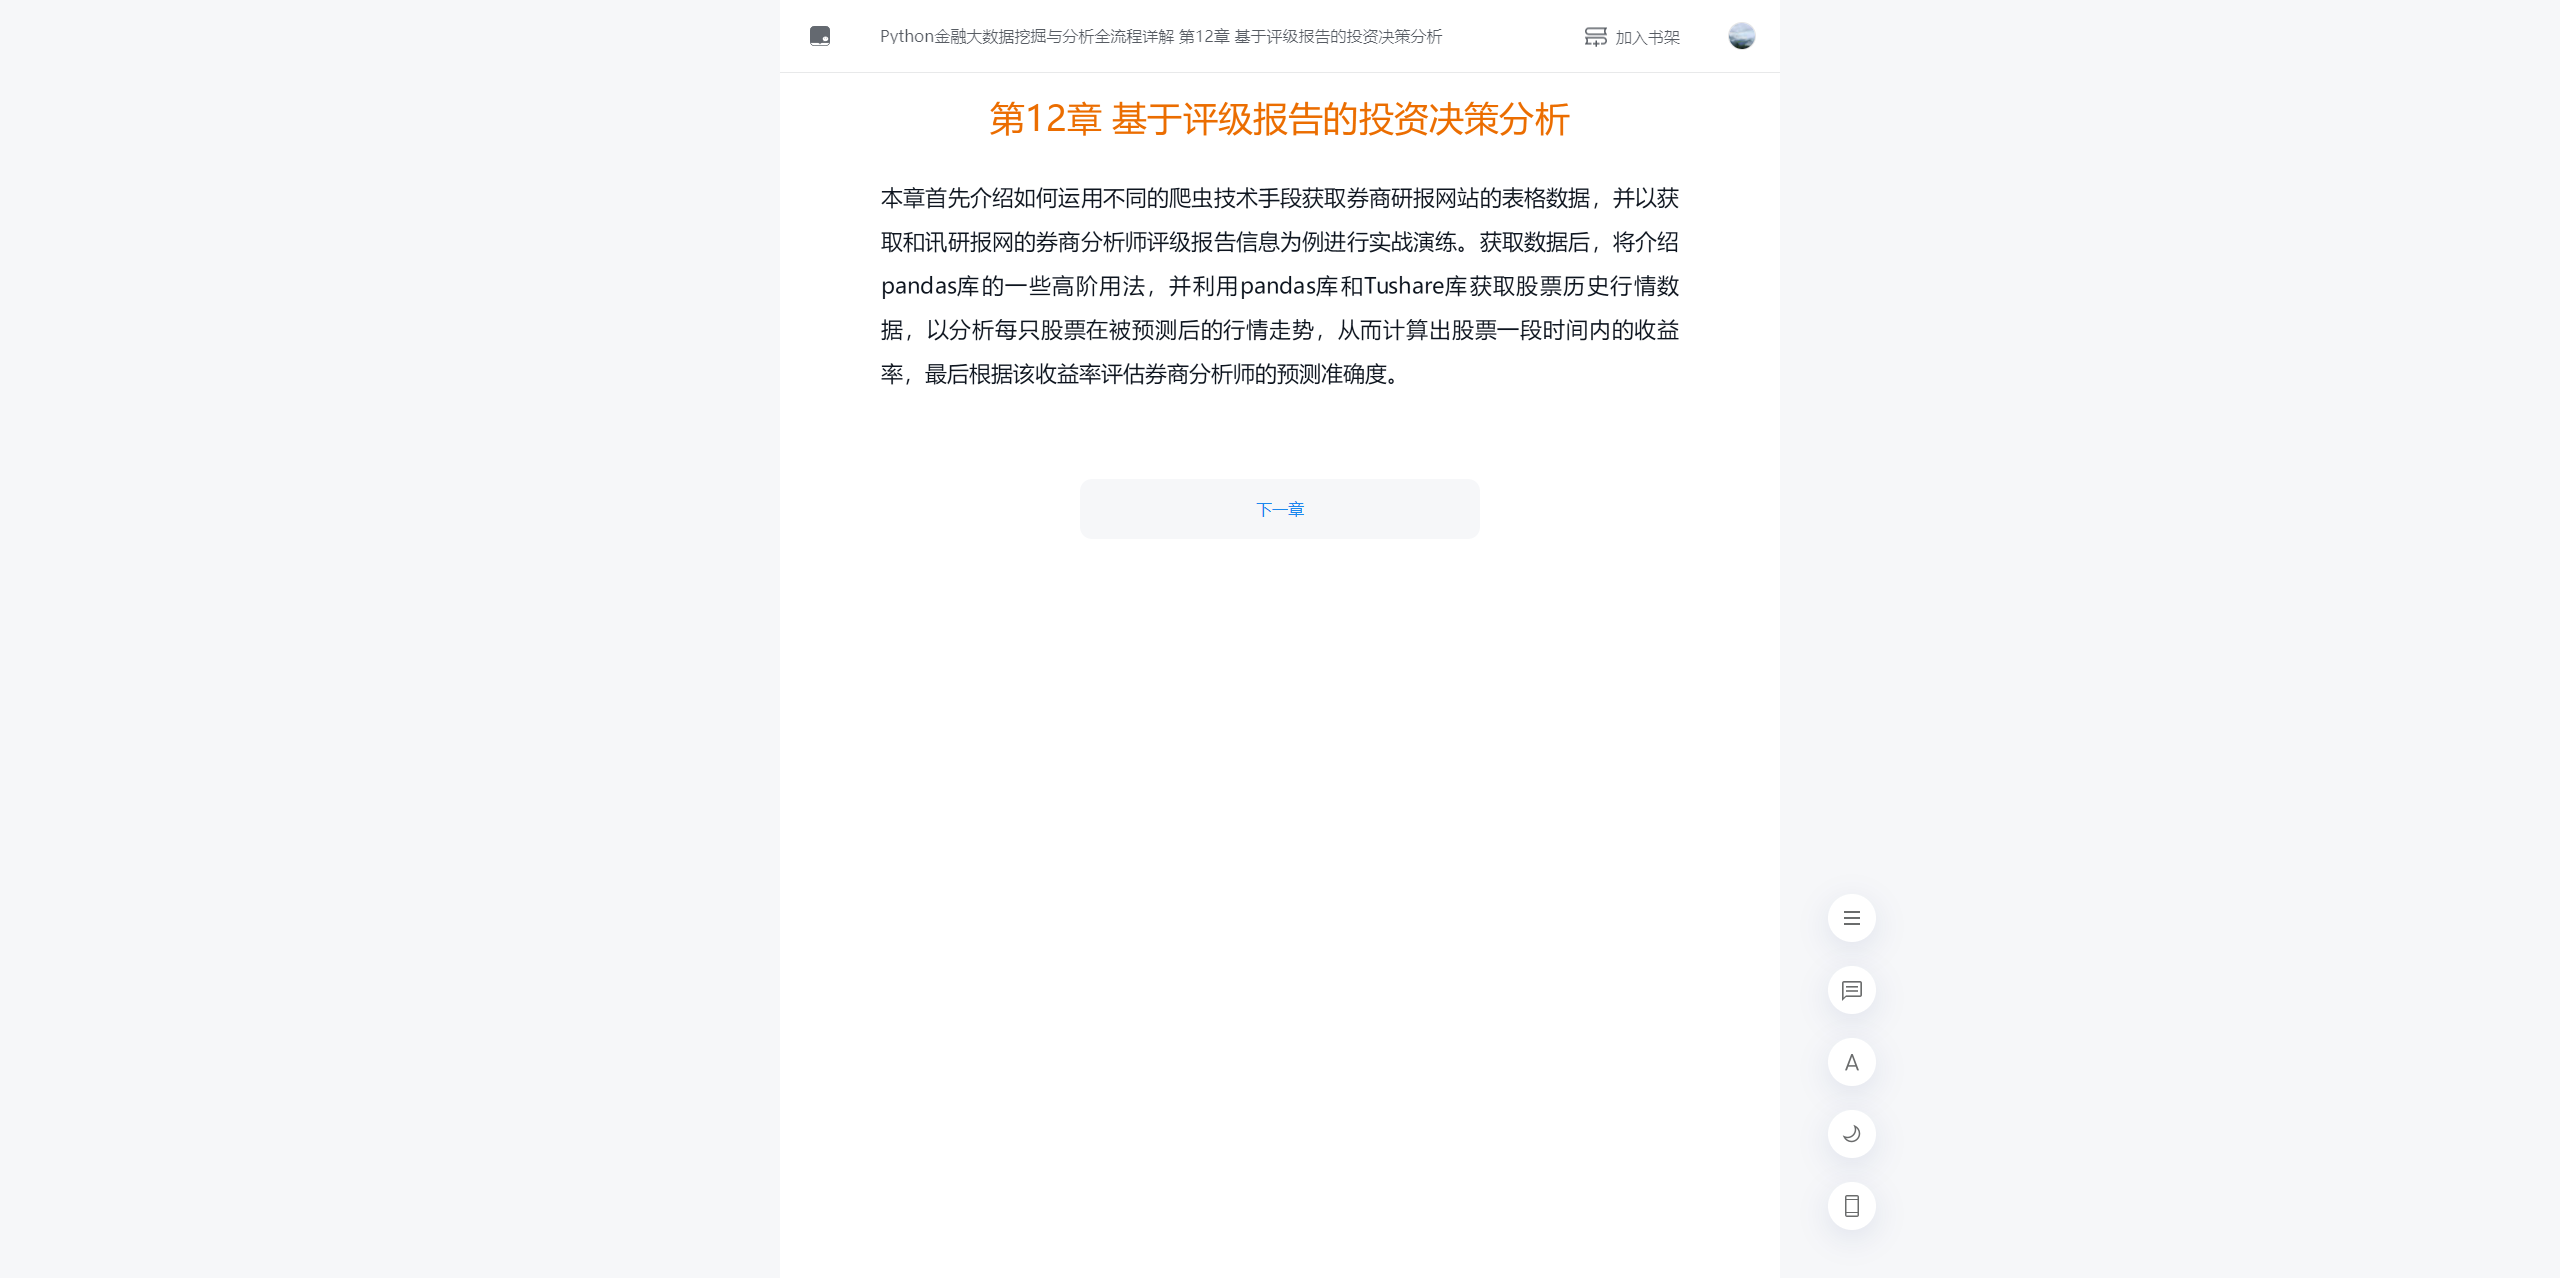 Python金融大数据挖掘与分析全流程详解 第12章 基于评级报告的投资决策分析
加入书架
第12章 基于评级报告的投资决策分析
本章首先介绍如何运用不同的爬虫技术手段获取券商研报网站的表格数据，并以获
取和讯研报网的券商分析师评级报告信息为例进行实战演练。获取数据后，将介绍
pandas库的一些高阶用法，并利用pandas库和Tushare库获取股票历史行情数
据，以分析每只股票在被预测后的行情走势，从而计算出股票一段时间内的收益
率，最后根据该收益率评估券商分析师的预测准确度。
下一章